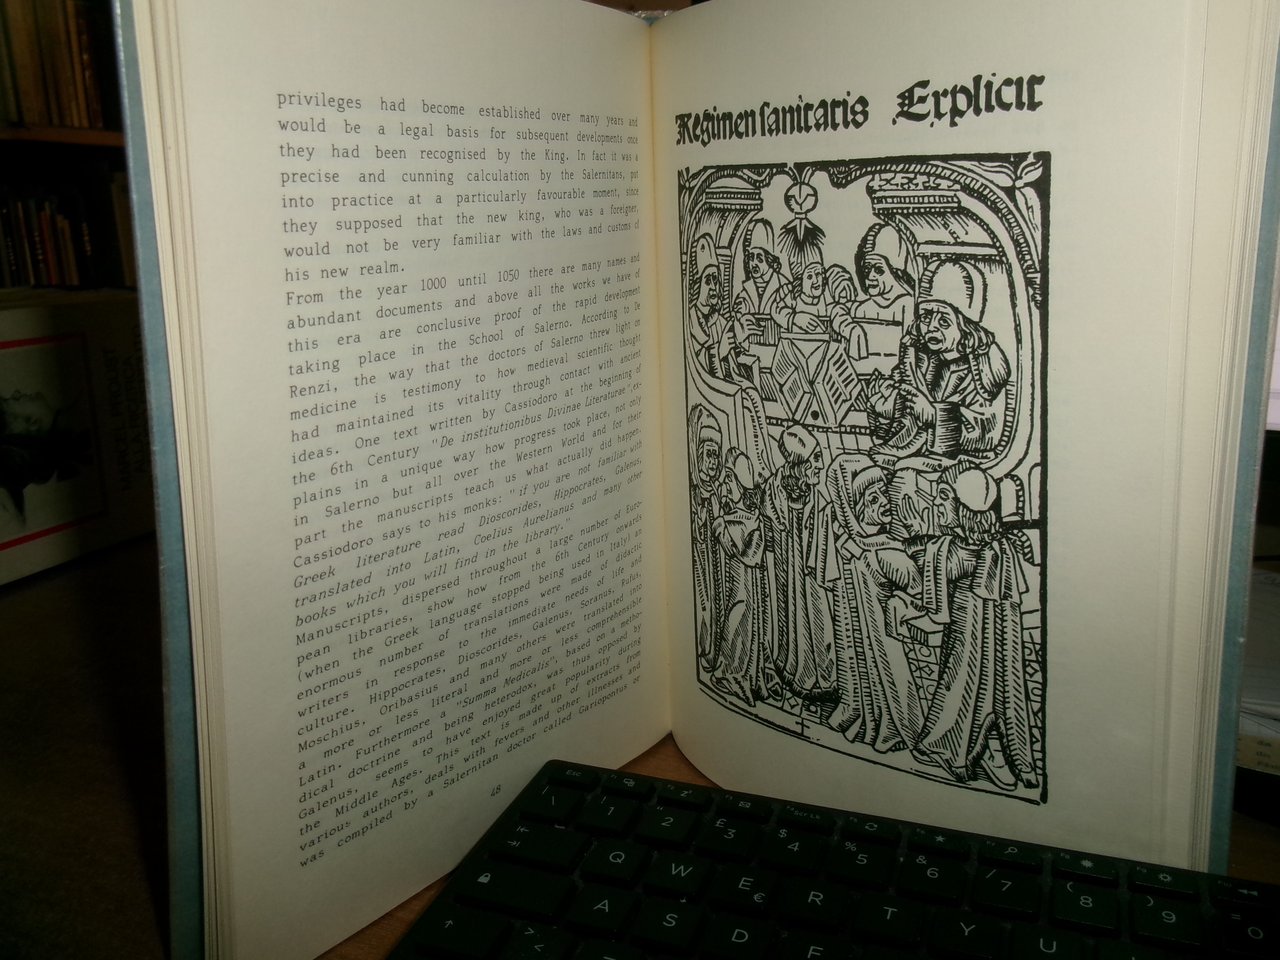 privileges had become established over many years and
would be a legal basis for subsequent developments once
they had been recognised by the King. In fact it was a
precise and cunning calculation by the Salernitans, put
into practice at a particularly favourable moment, since
they supposed that the new king, who was a foreigner,
would not be very familiar with the laws and customs of
his new realm.
From the year 1000 until 1050 there are many names and
abundant documents and above all the works we have of
this era are conclusive proof of the rapid development
taking place in the School of Salerno. According to De
Renzi, the way that the doctors of Salerno threw light on
medicine is testimony to how medieval scientific thought
had maintained its vitality through contact with ancient
ideas. One text written by Cassiodoro at the beginning of
the 6th Century "De institutionibus Divinae Literaturae", ex-
plains in a unique way how progress took place, not only
in Salerno but all over the Western World and for their
part the manuscripts teach us what actually did happen.
Cassiodoro says to his monks: "if you are not familiar with
Greek literature read Dioscorides, Hippocrates, Galenus,
translated into Latin, Coelius Aurelianus and many other
books which you will find in the library."
Manuscripts, dispersed throughout a large number of Euro-
pean libraries, show how from the 6th Century onwards
(when the Greek language stopped being used in Italy) an
enormous number of translations were made of didactic
writers in response to the immediate needs of life and
culture. Hippocrates, Dioscorides, Galenus, Soranus, Rufus,
Moschius, Oribasius and many others were translated into
a more or less literal and more or less comprehensible
Latin. Furthermore a "Summa Medicalis", based on a metho-
dical doctrine and being heterodox, was thus opposed by
Galenus, seems to have enjoyed great popularity during
the Middle Ages. This text is made up of extracts from
various authors, deals with fevers and other illnesses and
was compiled by a Salernitan doctor called Gariopontus or
48
Regimen sanitatis Explicit
Esc
\ 1 2 £ 3 $ 4 % 5 & 6 / 7 ( 8 ) 9 0
Q W E € R T Y U
A S D F